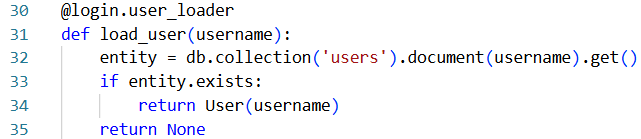 30 @login.user_loader
31 def load_user(username):
32     entity = db.collection('users').document(username).get()
33     if entity.exists:
34         return User(username)
35     return None